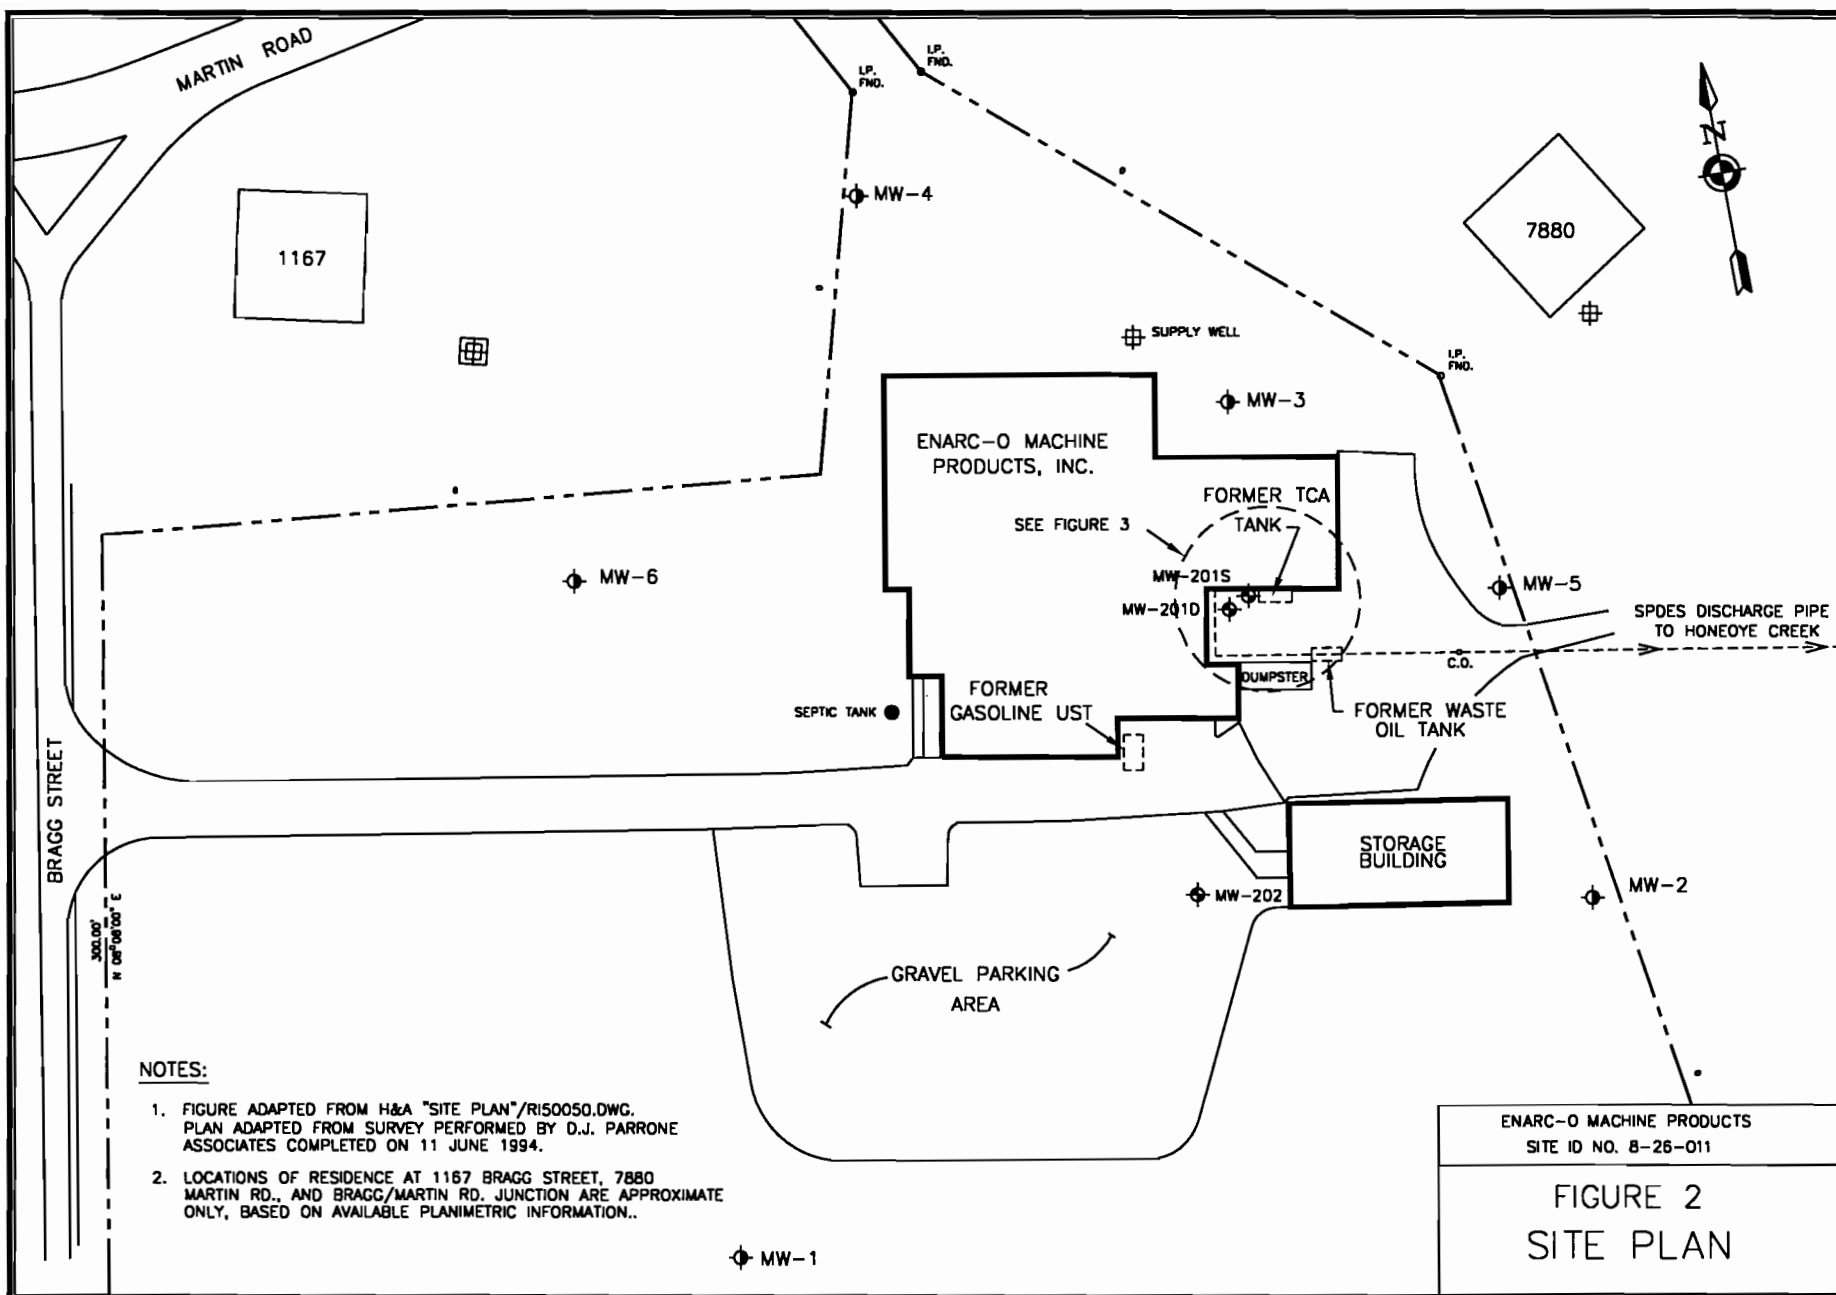 MARTIN ROAD
I.P.
FND.
I.P.
FND.
N
MW-4
1167
7880
SUPPLY WELL
I.P.
FND.
MW-3
ENARC-O MACHINE
PRODUCTS, INC.
FORMER TCA
TANK
SEE FIGURE 3
MW-6
MW-201S
MW-201D
MW-5
SPDES DISCHARGE PIPE
TO HONEOYE CREEK
C.O.
DUMPSTER
FORMER
GASOLINE UST
SEPTIC TANK
FORMER WASTE
OIL TANK
BRAGG STREET
STORAGE
BUILDING
MW-202
MW-2
300.00'
N 08°08'00" E
GRAVEL PARKING
AREA
NOTES:
1. FIGURE ADAPTED FROM H&A "SITE PLAN"/RI50050.DWG.
PLAN ADAPTED FROM SURVEY PERFORMED BY D.J. PARRONE
ASSOCIATES COMPLETED ON 11 JUNE 1994.
2. LOCATIONS OF RESIDENCE AT 1167 BRAGG STREET, 7880
MARTIN RD., AND BRAGG/MARTIN RD. JUNCTION ARE APPROXIMATE
ONLY, BASED ON AVAILABLE PLANIMETRIC INFORMATION..
MW-1
ENARC-O MACHINE PRODUCTS
SITE ID NO. 8-26-011
FIGURE 2
SITE PLAN